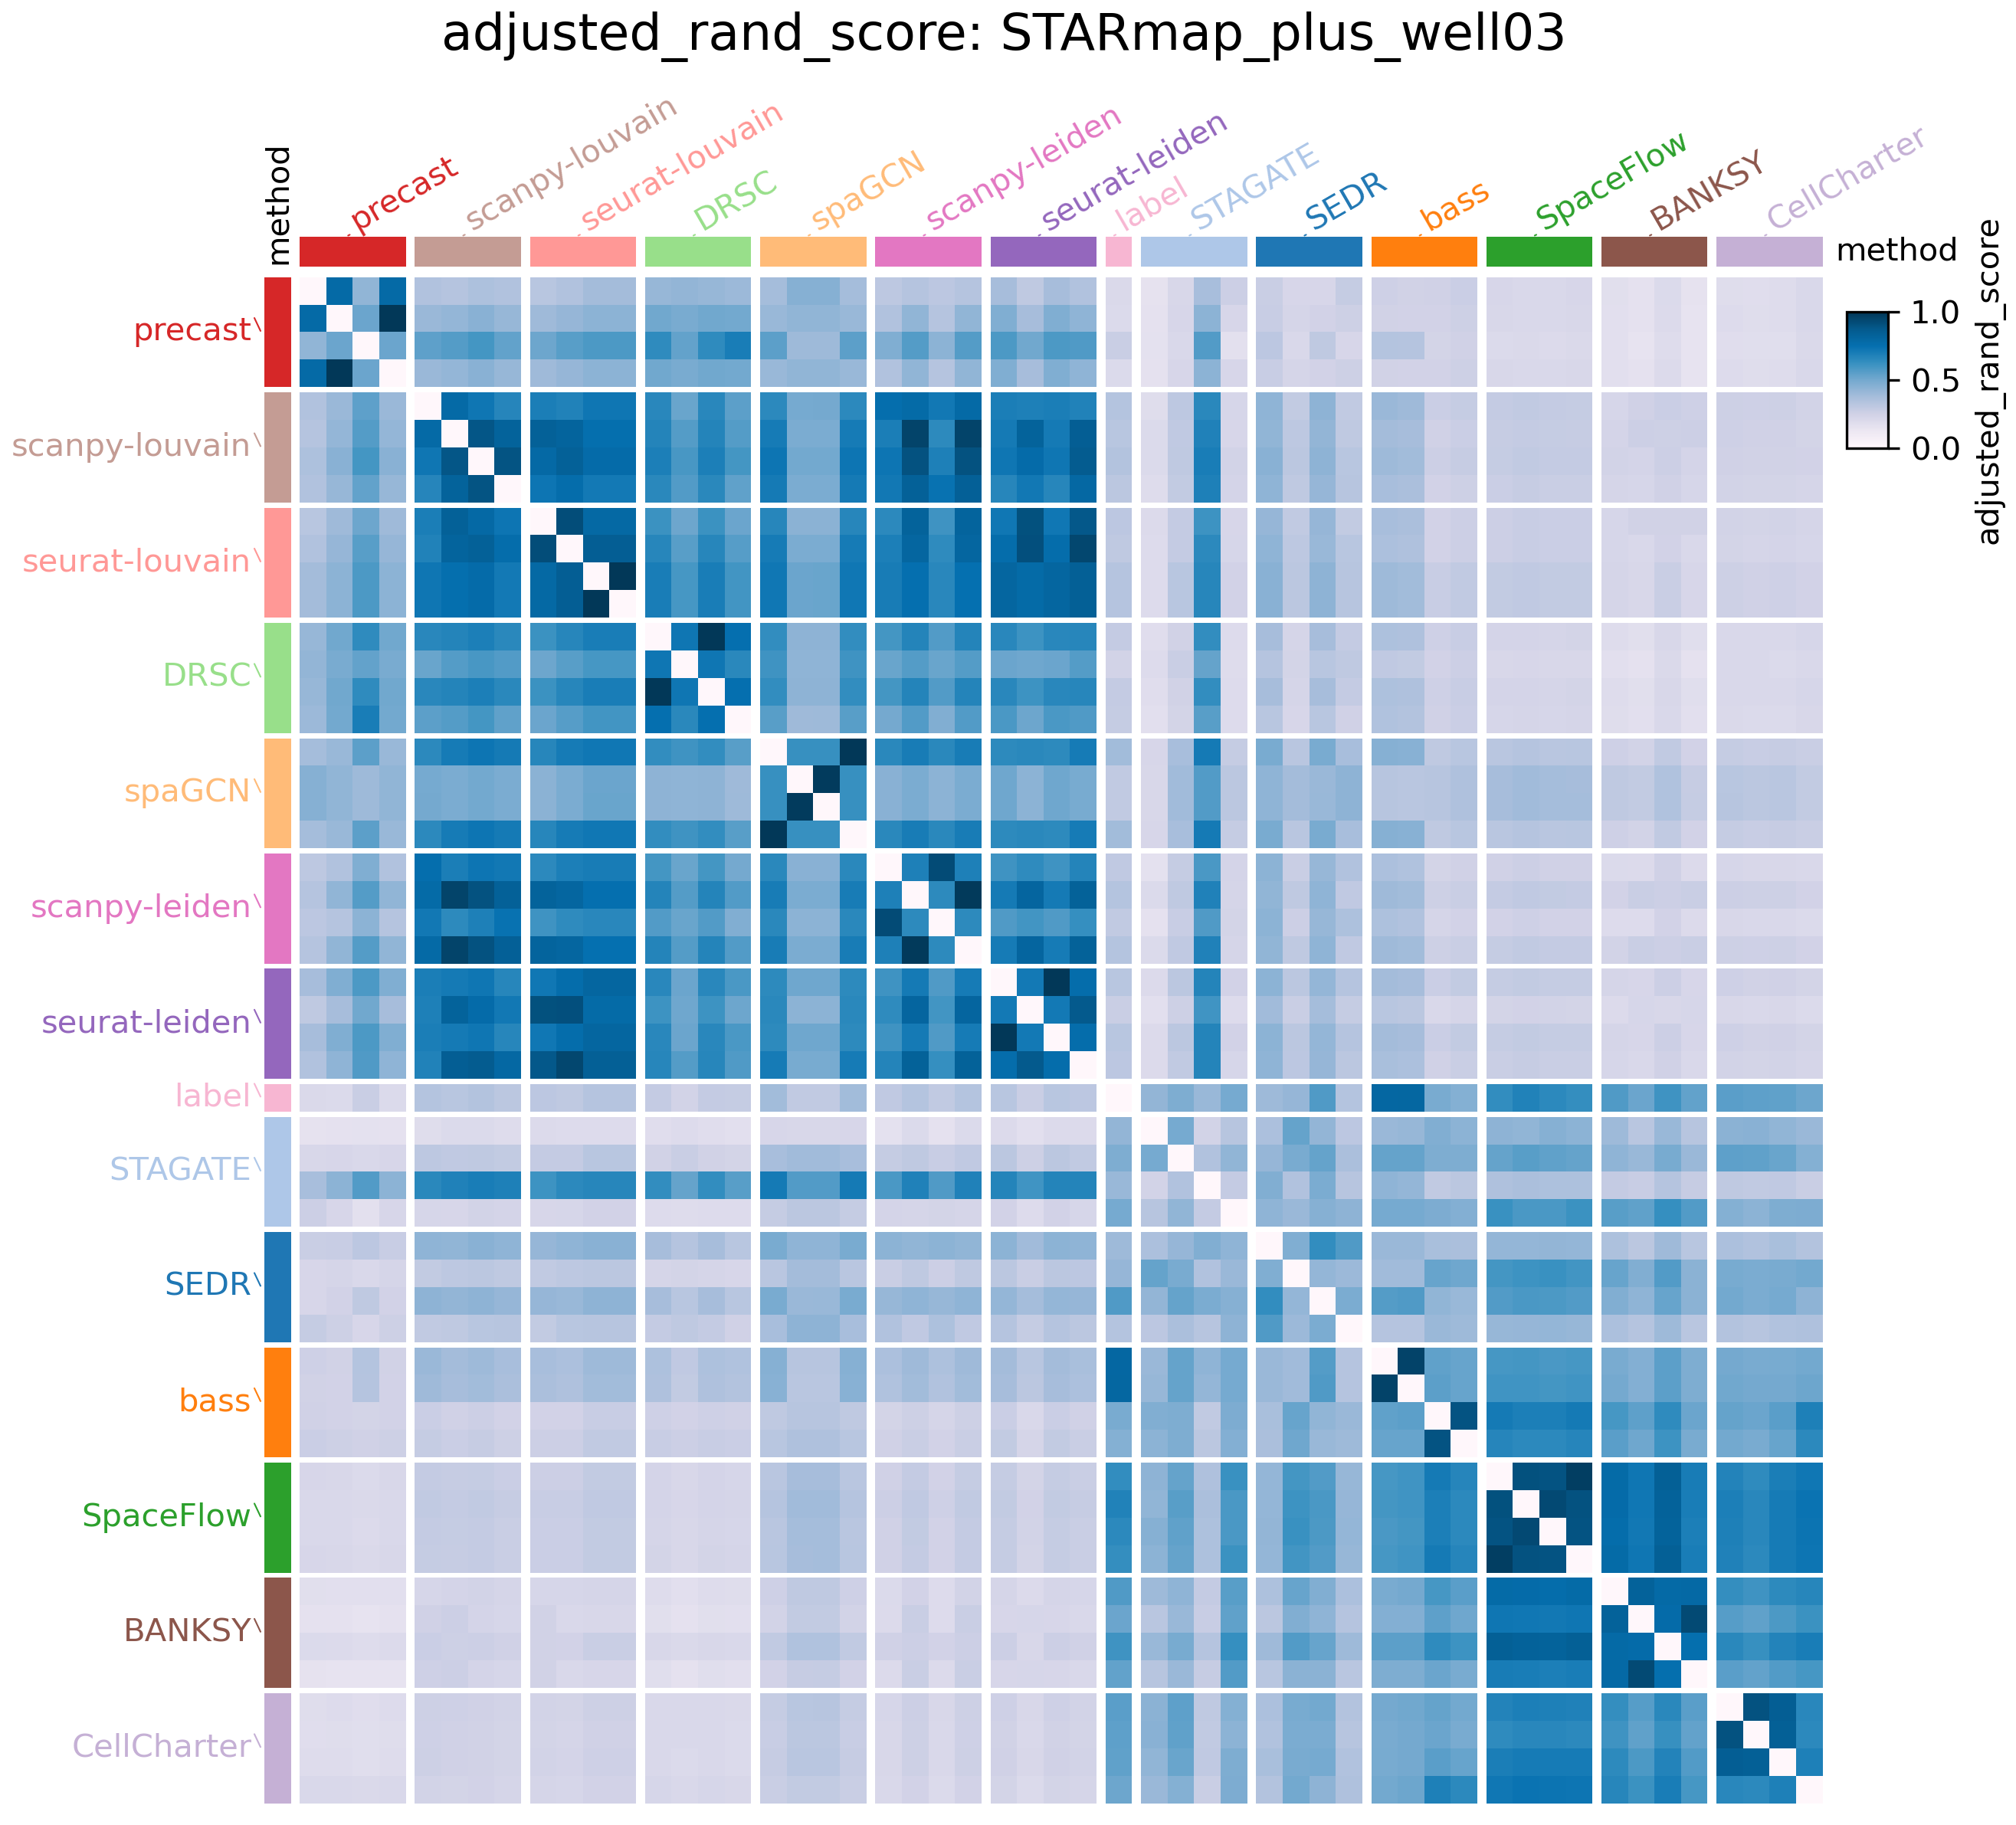 adjusted_rand_score: STARmap_plus_well03
method
precast
scanpy-louvain
seurat-louvain
DRSC
spaGCN
scanpy-leiden
seurat-leiden
label
STAGATE
SEDR
bass
SpaceFlow
BANKSY
CellCharter
method
1.0
0.5
0.0
adjusted_rand_score
precast
scanpy-louvain
seurat-louvain
DRSC
spaGCN
scanpy-leiden
seurat-leiden
label
STAGATE
SEDR
bass
SpaceFlow
BANKSY
CellCharter